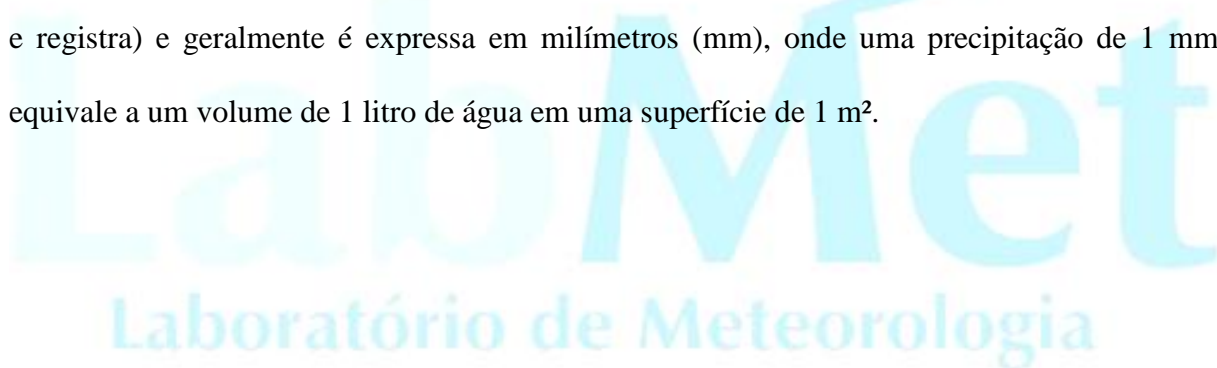 e registra) e geralmente é expressa em milímetros (mm), onde uma precipitação de 1 mm
equivale a um volume de 1 litro de água em uma superfície de 1 m².
LabMet
Laboratório de Meteorologia